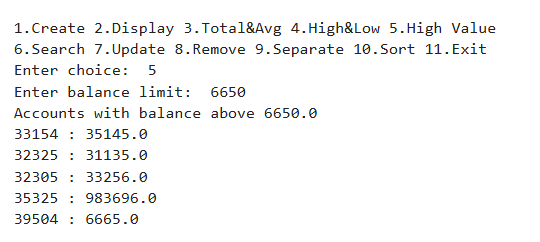 1.Create 2.Display 3.Total&Avg 4.High&Low 5.High Value
6.Search 7.Update 8.Remove 9.Separate 10.Sort 11.Exit
Enter choice:  5
Enter balance limit:  6650
Accounts with balance above 6650.0
33154 : 35145.0
32325 : 31135.0
32305 : 33256.0
35325 : 983696.0
39504 : 6665.0